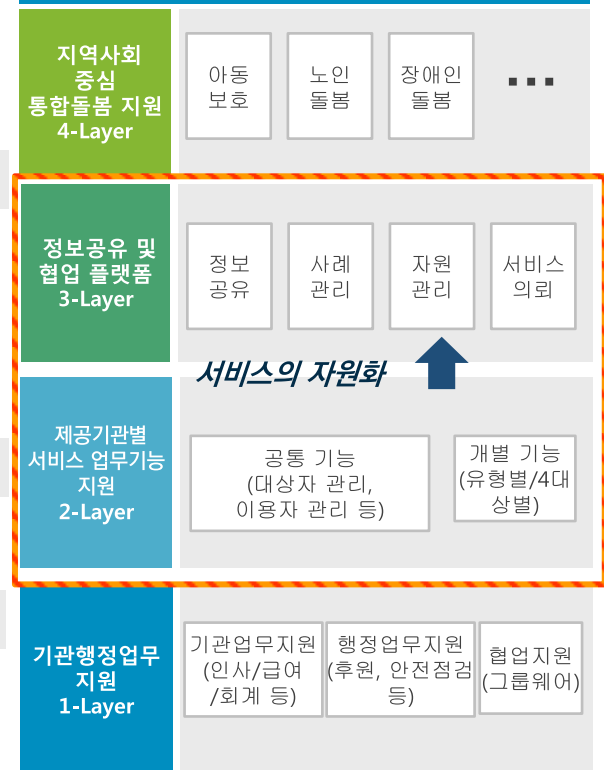 지역사회
중심
통합돌봄 지원
4-Layer
아동
보호
노인
돌봄
장애인
돌봄
...
정보공유 및
협업 플랫폼
3-Layer
정보
공유
사례
관리
자원
관리
서비스
의뢰
서비스의 자원화
제공기관별
서비스 업무기능
지원
2-Layer
공통 기능
(대상자 관리,
이용자 관리 등)
개별 기능
(유형별/4대
상별)
기관행정업무
지원
1-Layer
기관업무지원
(인사/급여
/회계 등)
행정업무지원
(후원, 안전점검
등)
협업지원
(그룹웨어)